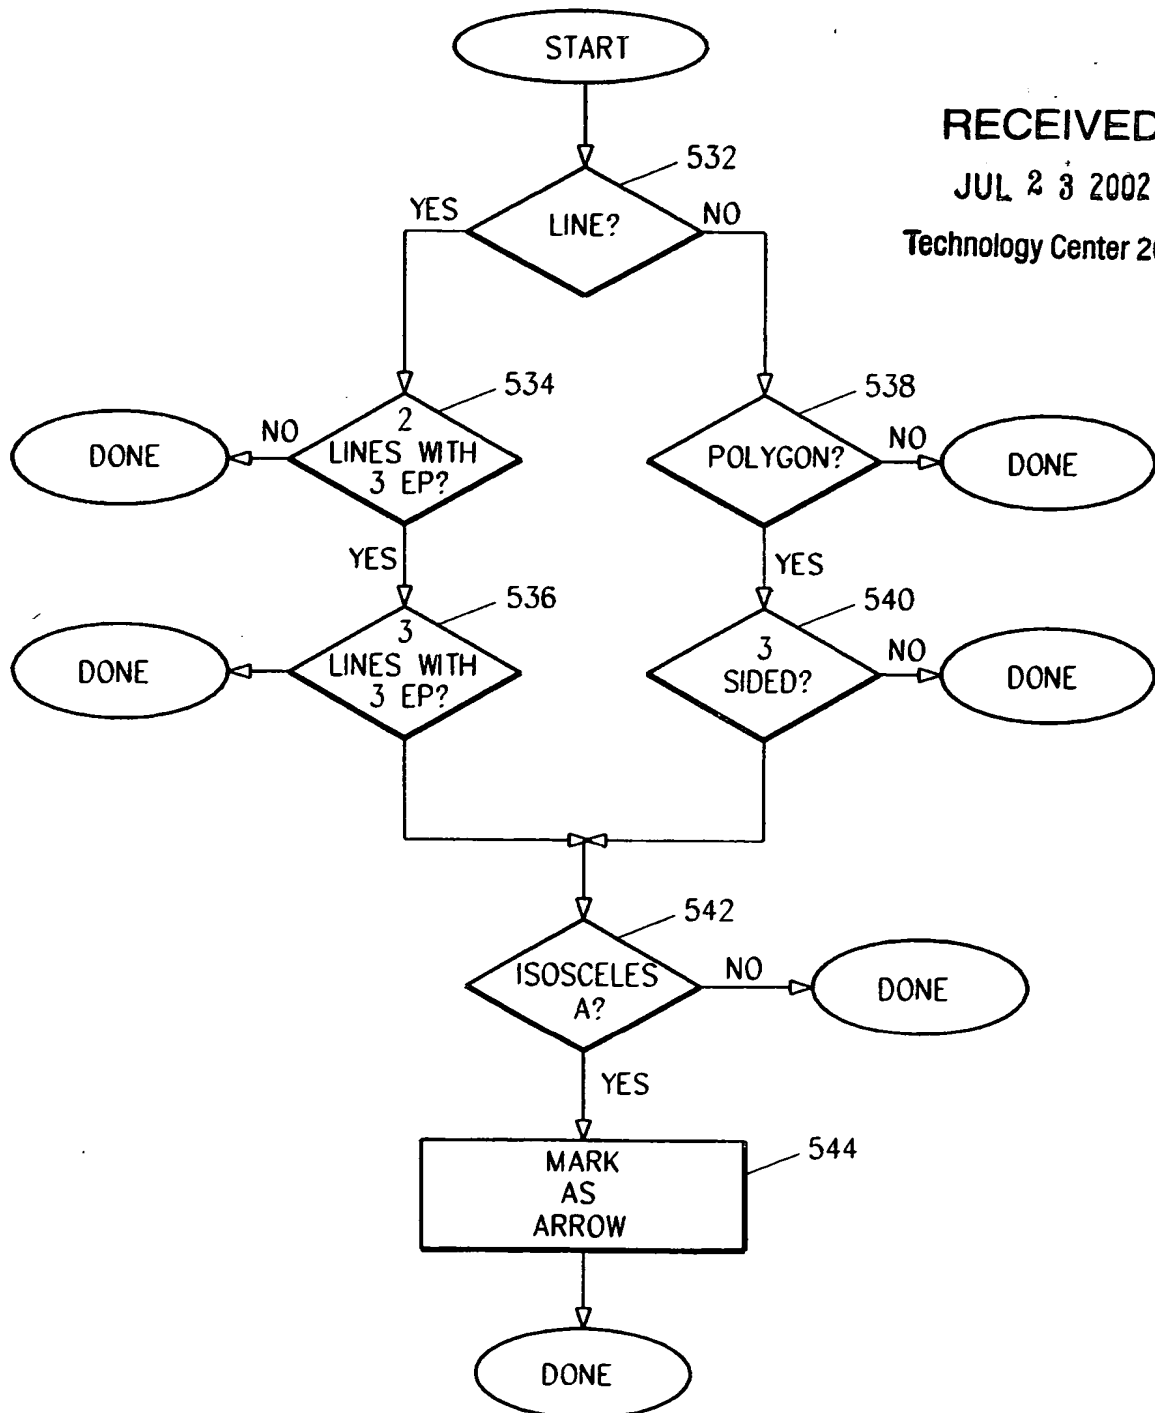 START
RECEIVED
JUL 23 2002
Technology Center 2
532
YES
LINE?
NO
534
538
2
LINES WITH
3 EP?
NO
DONE
POLYGON?
NO
DONE
YES
YES
536
540
3
LINES WITH
3 EP?
DONE
3
SIDED?
NO
DONE
542
ISOSCELES
A?
NO
DONE
YES
544
MARK
AS
ARROW
DONE